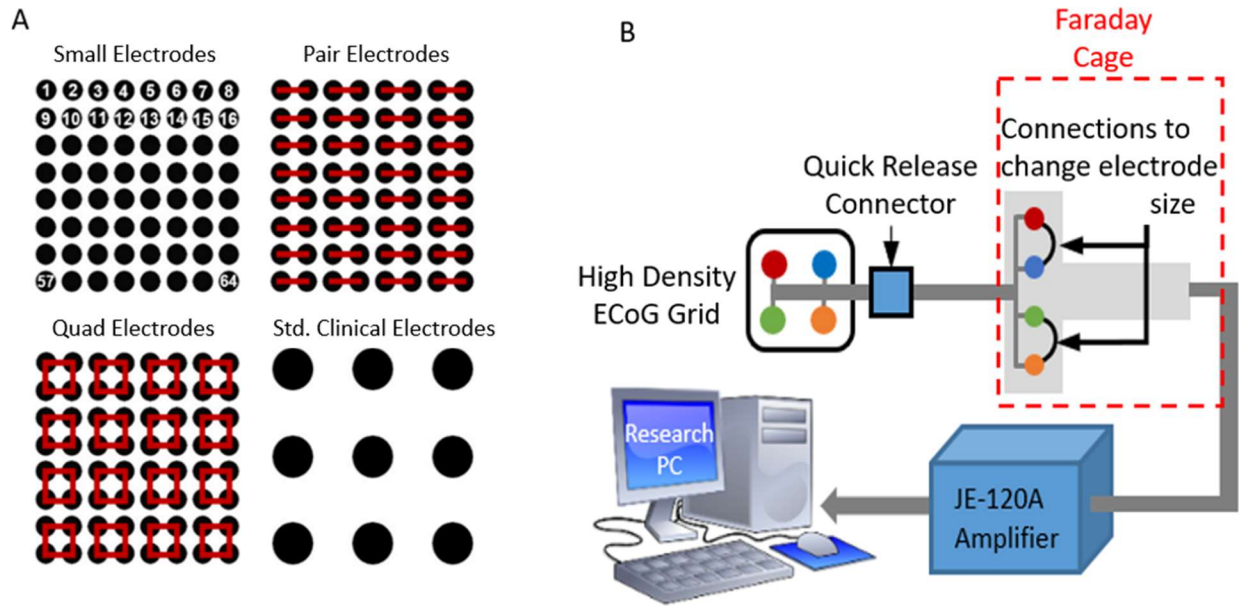 A
Small Electrodes
Pair Electrodes
1 2 3 4 5 6 7 8
9 10 11 12 13 14 15 16
57 64
Quad Electrodes
Std. Clinical Electrodes
B
Faraday
Cage
Connections to
change electrode
size
Quick Release
Connector
High Density
ECoG Grid
Research
PC
JE-120A
Amplifier